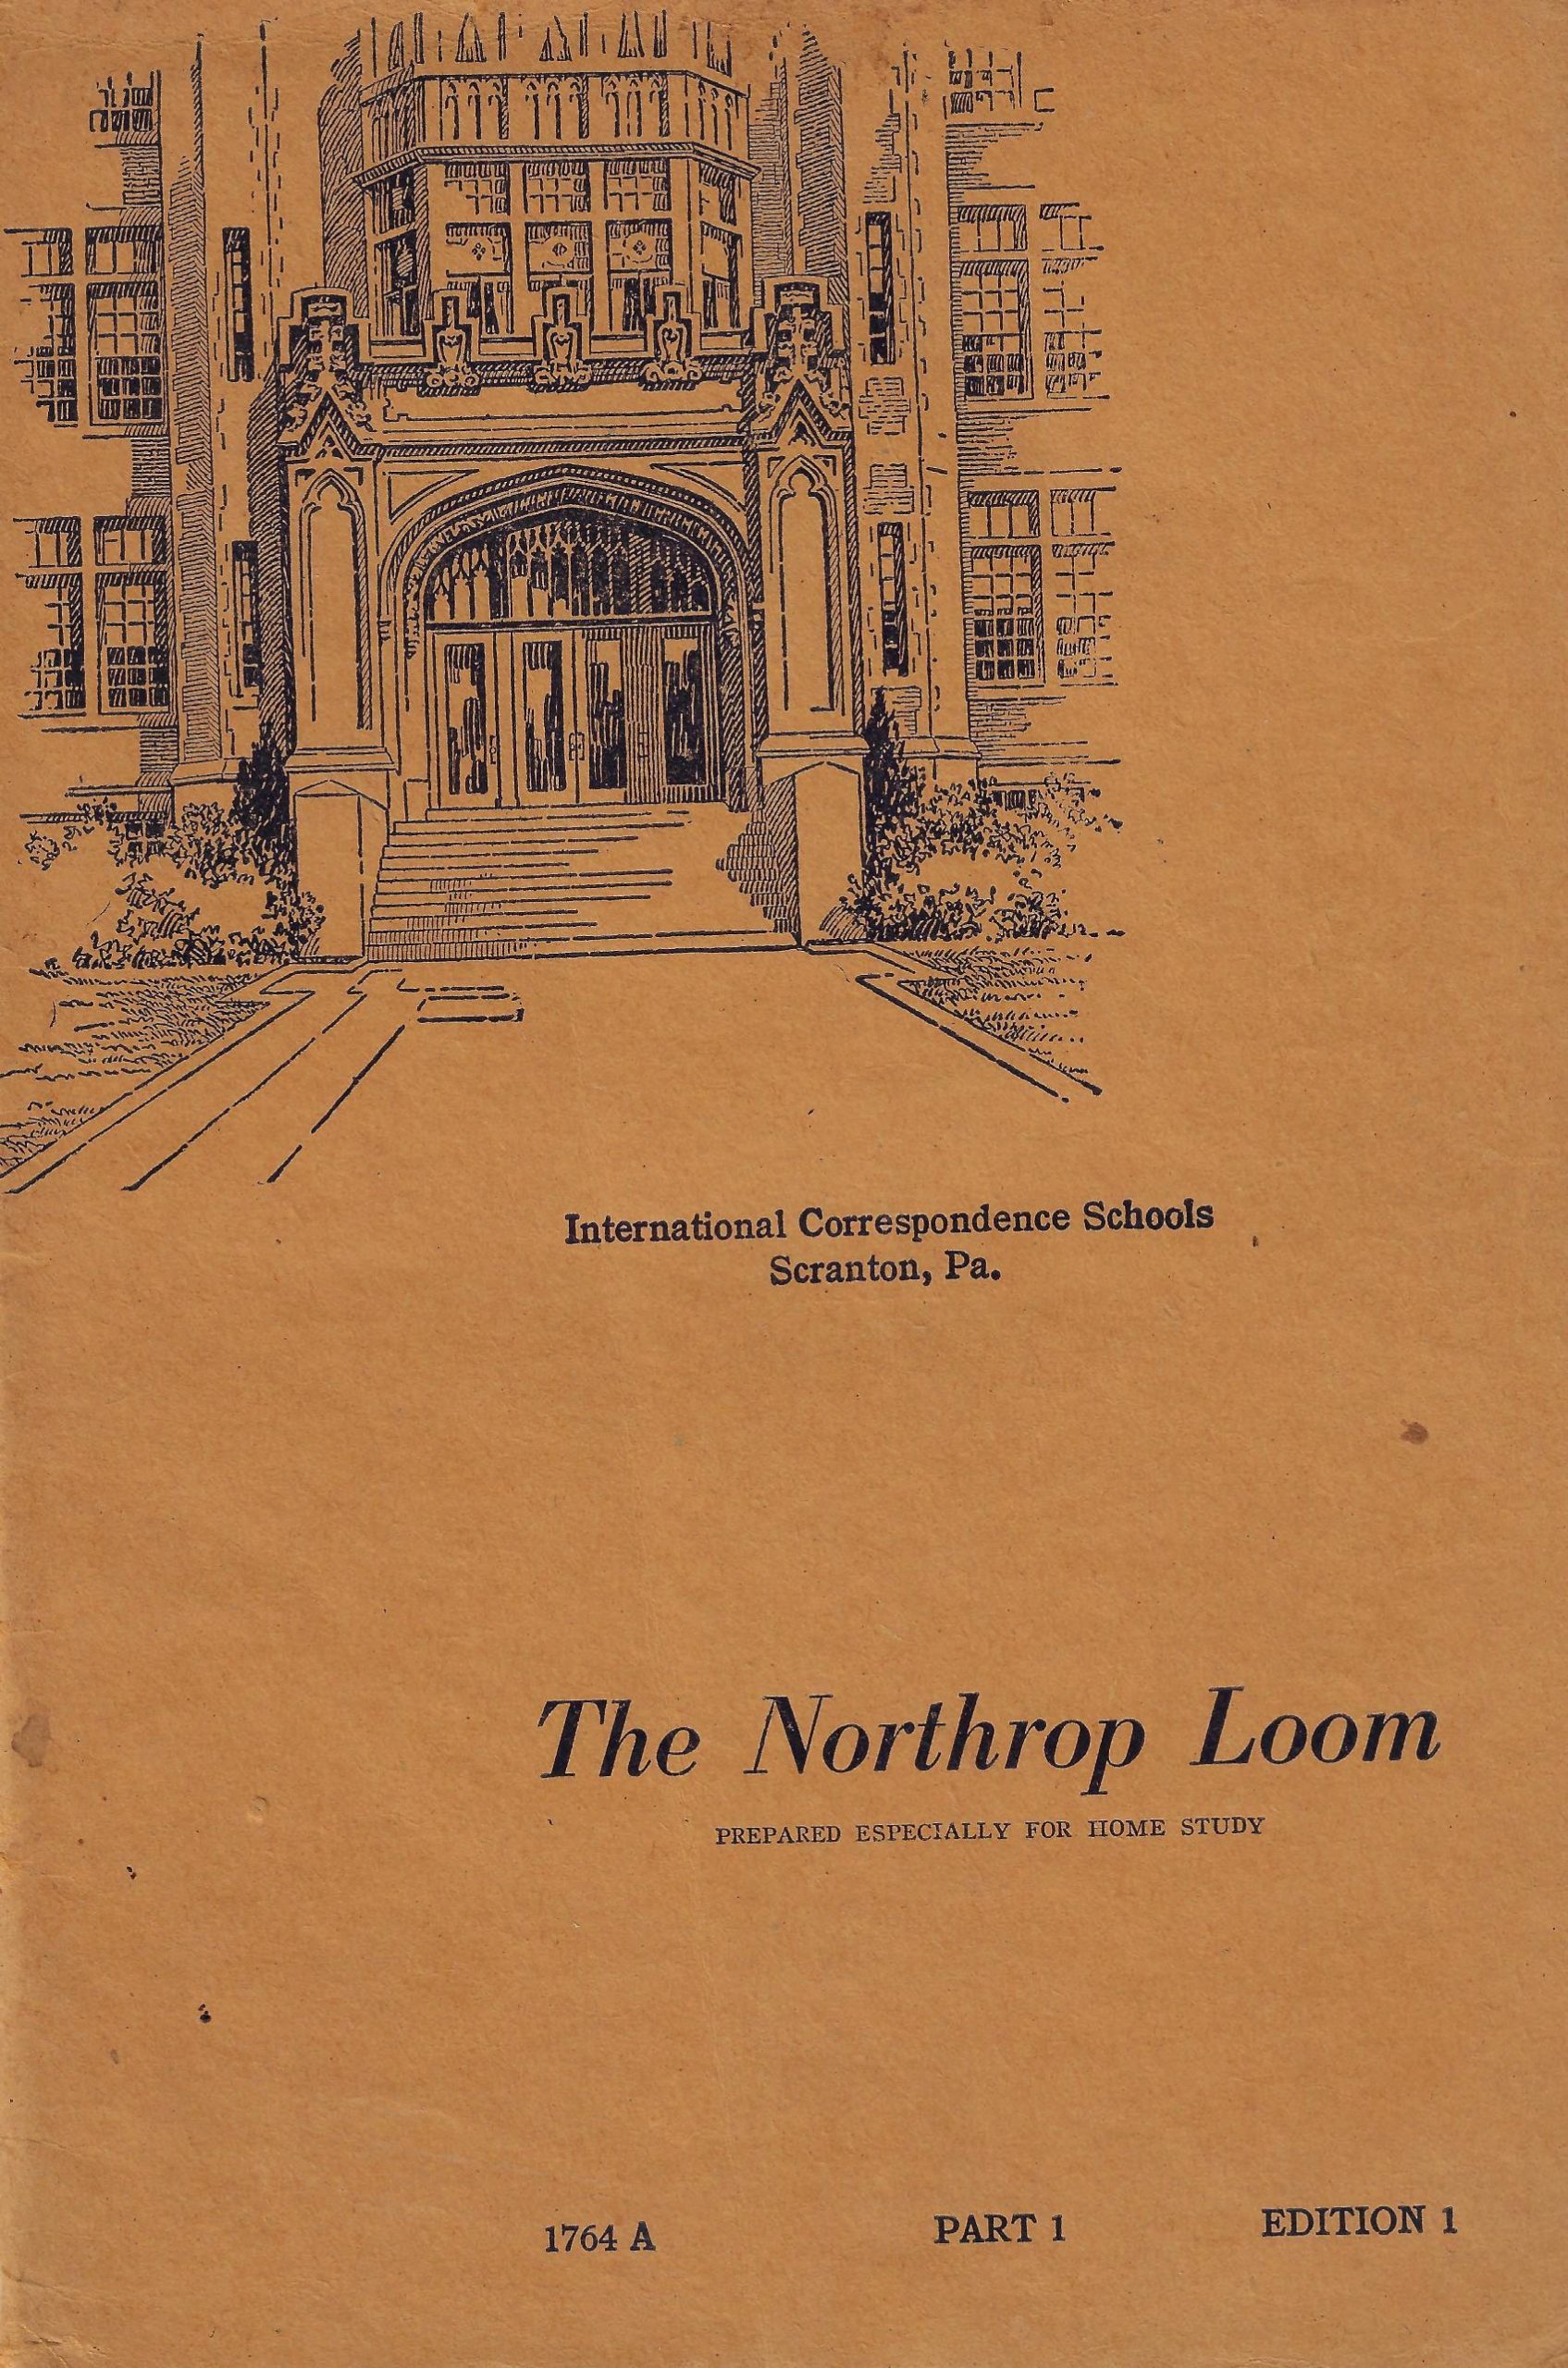 International Correspondence Schools
Scranton, Pa.
The Northrop Loom
PREPARED ESPECIALLY FOR HOME STUDY
1764 A PART 1 EDITION 1